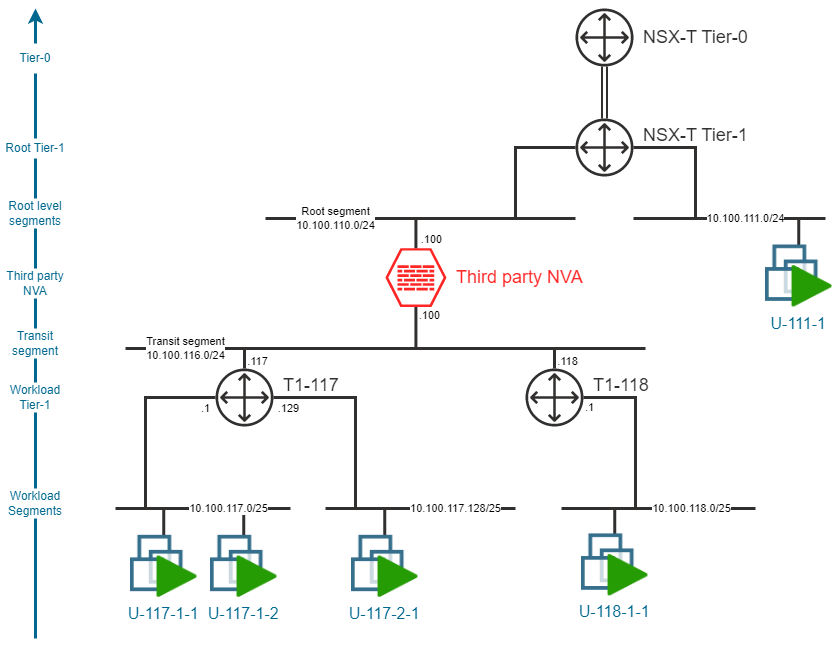 NSX-T Tier-0
Tier-0
NSX-T Tier-1
Root Tier-1
Root level
segments
Root segment
10.100.110.0/24
10.100.111.0/24
.100
Third party
NVA
Third party NVA
.100
U-111-1
Transit
segment
Transit segment
10.100.116.0/24
.117
.118
Workload
Tier-1
T1-117
.1
.129
T1-118
.1
Workload
Segments
10.100.117.0/25
10.100.117.128/25
10.100.118.0/25
U-117-1-1
U-117-1-2
U-117-2-1
U-118-1-1